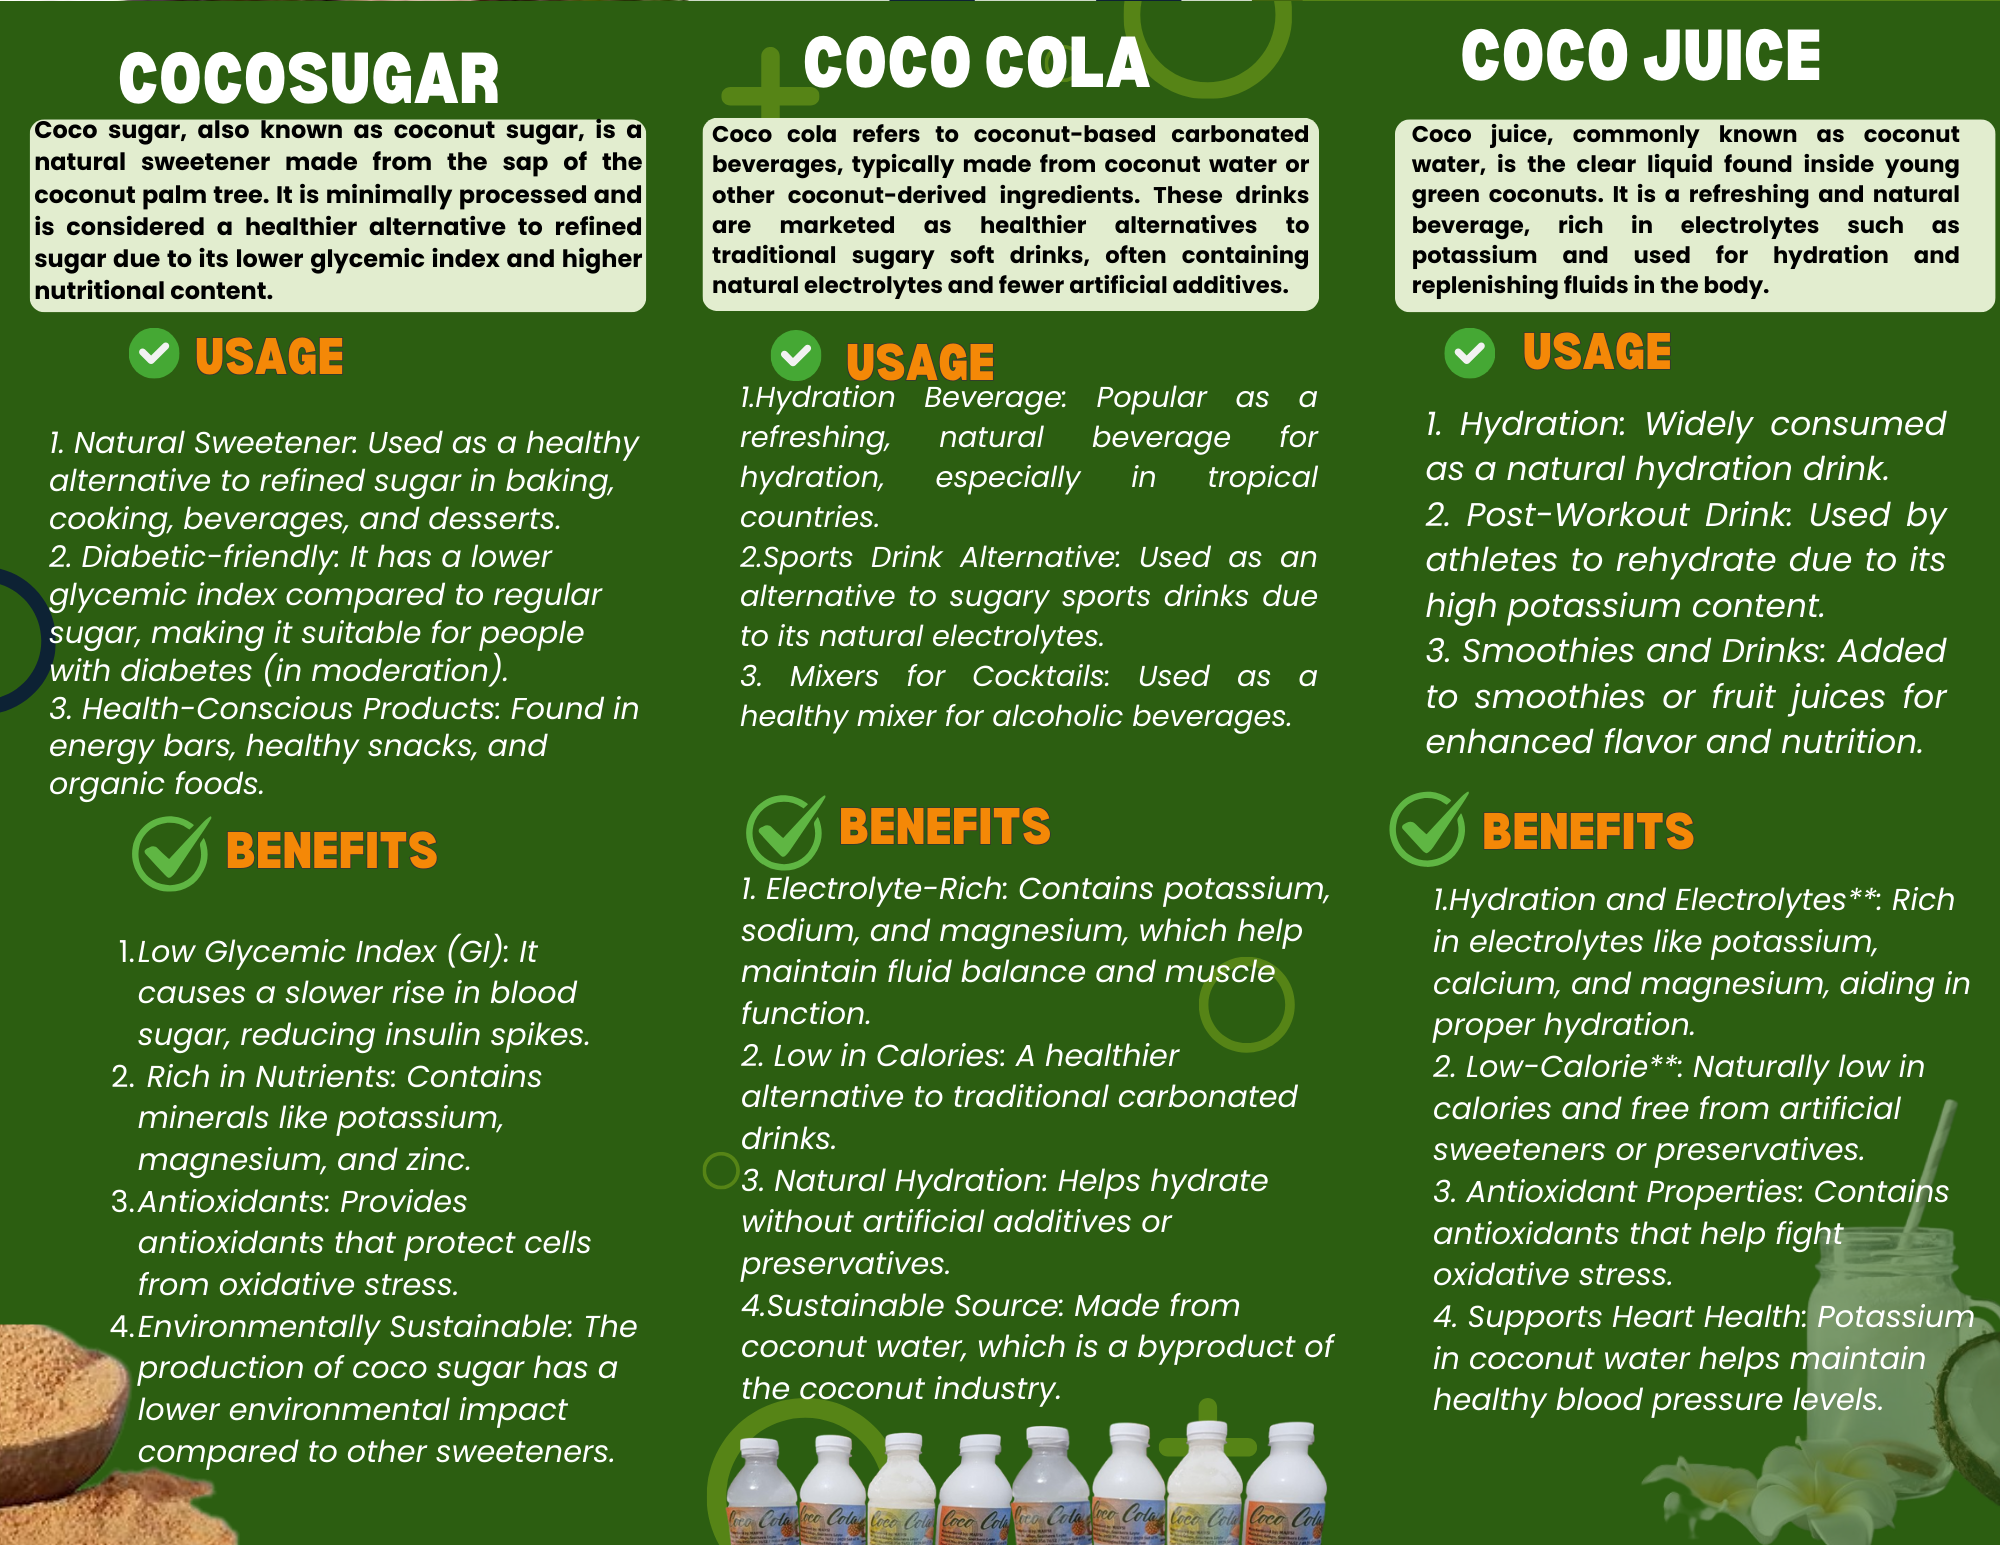 COCOSUGAR
Coco sugar, also known as coconut sugar, is a
natural sweetener made from the sap of the
coconut palm tree. It is minimally processed and
is considered a healthier alternative to refined
sugar due to its lower glycemic index and higher
nutritional content.
USAGE
1. Natural Sweetener: Used as a healthy
alternative to refined sugar in baking,
cooking, beverages, and desserts.
2. Diabetic-friendly: It has a lower
glycemic index compared to regular
sugar, making it suitable for people
with diabetes (in moderation).
3. Health-Conscious Products: Found in
energy bars, healthy snacks, and
organic foods.
BENEFITS
1. Low Glycemic Index (GI): It
causes a slower rise in blood
sugar, reducing insulin spikes.
2. Rich in Nutrients: Contains
minerals like potassium,
magnesium, and zinc.
3. Antioxidants: Provides
antioxidants that protect cells
from oxidative stress.
4. Environmentally Sustainable: The
production of coco sugar has a
lower environmental impact
compared to other sweeteners.
COCO COLA
Coco cola refers to coconut-based carbonated
beverages, typically made from coconut water or
other coconut-derived ingredients. These drinks
are marketed as healthier alternatives to
traditional sugary soft drinks, often containing
natural electrolytes and fewer artificial additives.
USAGE
1.Hydration Beverage: Popular as a
refreshing, natural beverage for
hydration, especially in tropical
countries.
2.Sports Drink Alternative: Used as an
alternative to sugary sports drinks due
to its natural electrolytes.
3. Mixers for Cocktails: Used as a
healthy mixer for alcoholic beverages.
BENEFITS
1. Electrolyte-Rich: Contains potassium,
sodium, and magnesium, which help
maintain fluid balance and muscle
function.
2. Low in Calories: A healthier
alternative to traditional carbonated
drinks.
3. Natural Hydration: Helps hydrate
without artificial additives or
preservatives.
4.Sustainable Source: Made from
coconut water, which is a byproduct of
the coconut industry.
Coco Cola
Coco Cola
Coco Cola
Coco Cola
Coco Cola
Coco Cola
Coco Cola
Coco Cola
COCO JUICE
Coco juice, commonly known as coconut
water, is the clear liquid found inside young
green coconuts. It is a refreshing and natural
beverage, rich in electrolytes such as
potassium and used for hydration and
replenishing fluids in the body.
USAGE
1. Hydration: Widely consumed
as a natural hydration drink.
2. Post-Workout Drink: Used by
athletes to rehydrate due to its
high potassium content.
3. Smoothies and Drinks: Added
to smoothies or fruit juices for
enhanced flavor and nutrition.
BENEFITS
1.Hydration and Electrolytes**: Rich
in electrolytes like potassium,
calcium, and magnesium, aiding in
proper hydration.
2. Low-Calorie**: Naturally low in
calories and free from artificial
sweeteners or preservatives.
3. Antioxidant Properties: Contains
antioxidants that help fight
oxidative stress.
4. Supports Heart Health: Potassium
in coconut water helps maintain
healthy blood pressure levels.